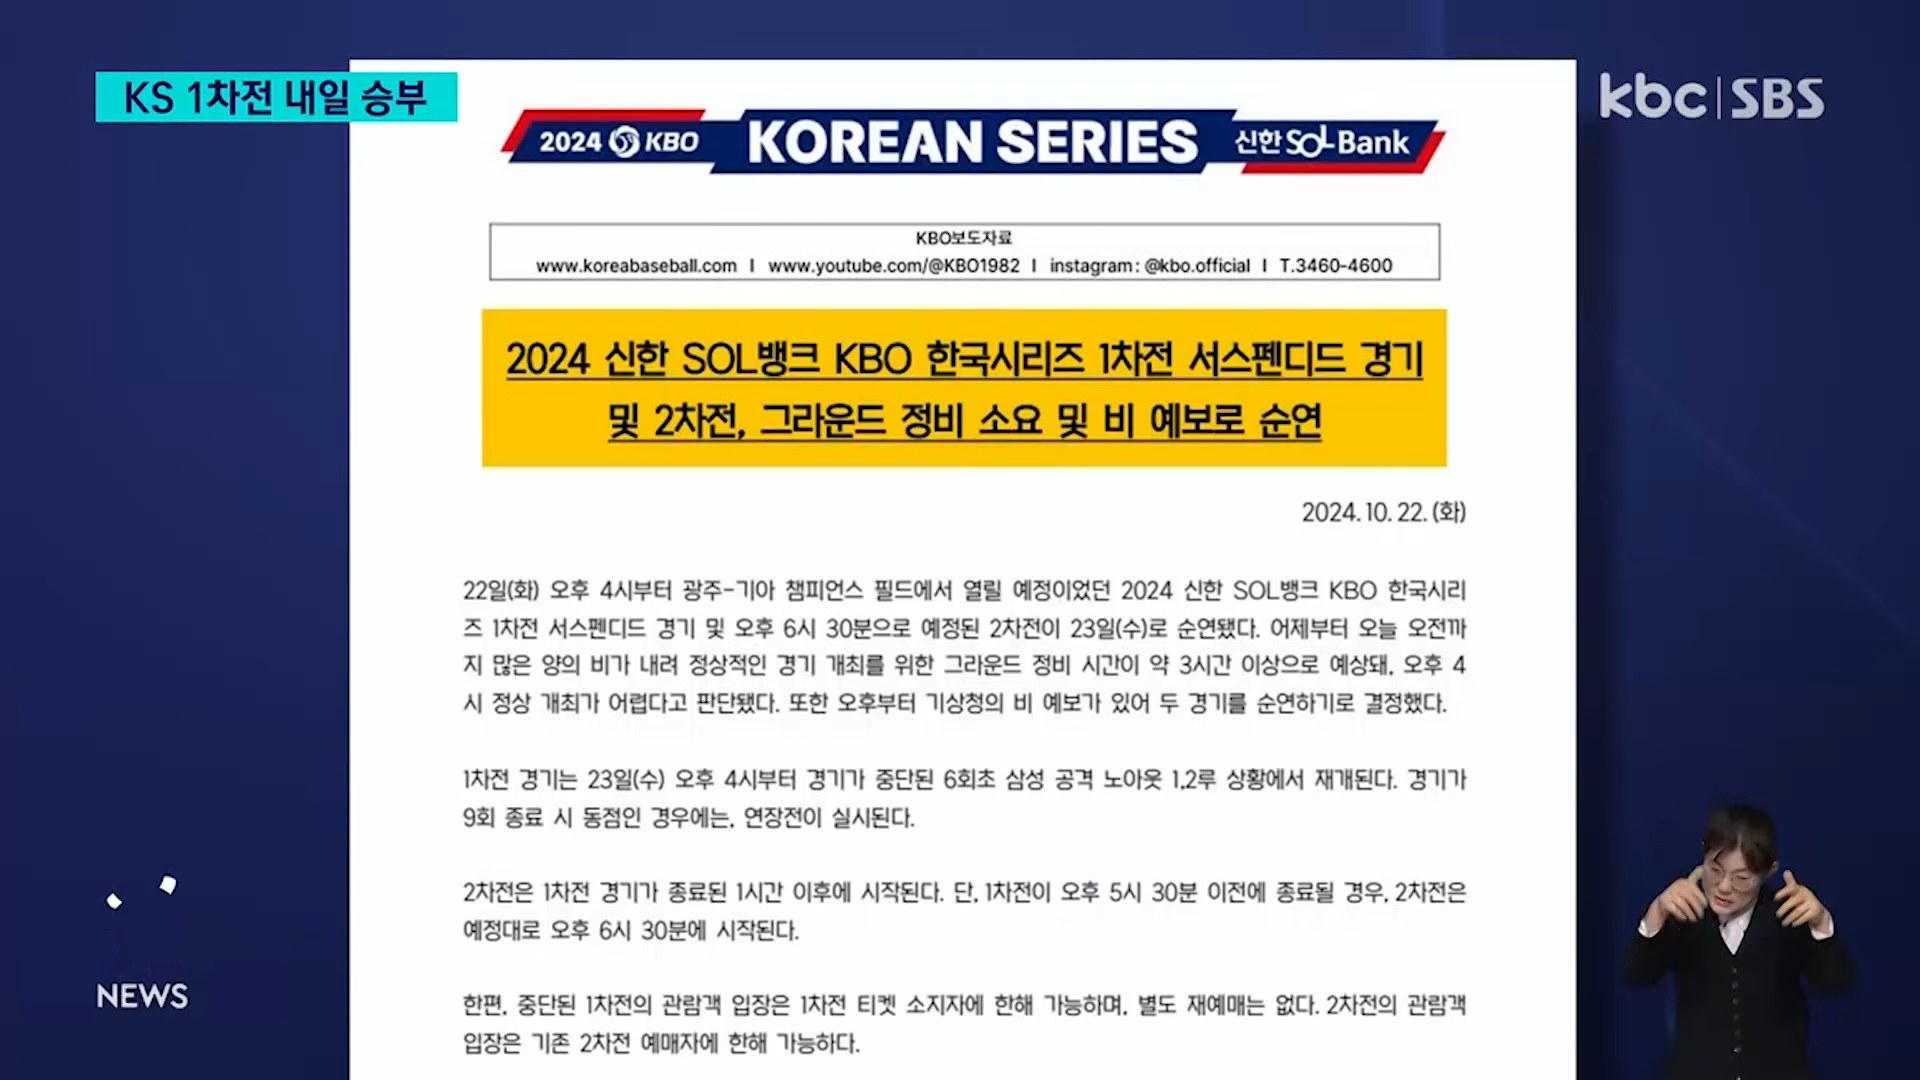 KS 1차전 내일 승부
kbc SBS
2024 KBO KOREAN SERIES 신한 SOL Bank
KBO보도자료
www.koreabaseball.com | www.youtube.com/@KBO1982 | instagram: @kbo.official | T.3460-4600
2024 신한 SOL뱅크 KBO 한국시리즈 1차전 서스펜디드 경기
및 2차전, 그라운드 정비 소요 및 비 예보로 순연
2024. 10. 22. (화)
22일(화) 오후 4시부터 광주-기아 챔피언스 필드에서 열릴 예정이었던 2024 신한 SOL뱅크 KBO 한국시리
즈 1차전 서스펜디드 경기 및 오후 6시 30분으로 예정된 2차전이 23일(수)로 순연됐다. 어제부터 오늘 오전까
지 많은 양의 비가 내려 정상적인 경기 개최를 위한 그라운드 정비 시간이 약 3시간 이상으로 예상돼, 오후 4
시 정상 개최가 어렵다고 판단됐다. 또한 오후부터 기상청의 비 예보가 있어 두 경기를 순연하기로 결정했다.
1차전 경기는 23일(수) 오후 4시부터 경기가 중단된 6회초 삼성 공격 노아웃 1,2루 상황에서 재개된다. 경기가
9회 종료 시 동점인 경우에는, 연장전이 실시된다.
2차전은 1차전 경기가 종료된 1시간 이후에 시작된다. 단, 1차전이 오후 5시 30분 이전에 종료될 경우, 2차전은
예정대로 오후 6시 30분에 시작된다.
한편, 중단된 1차전의 관람객 입장은 1차전 티켓 소지자에 한해 가능하며, 별도 재예매는 없다. 2차전의 관람객
입장은 기존 2차전 예매자에 한해 가능하다.
NEWS